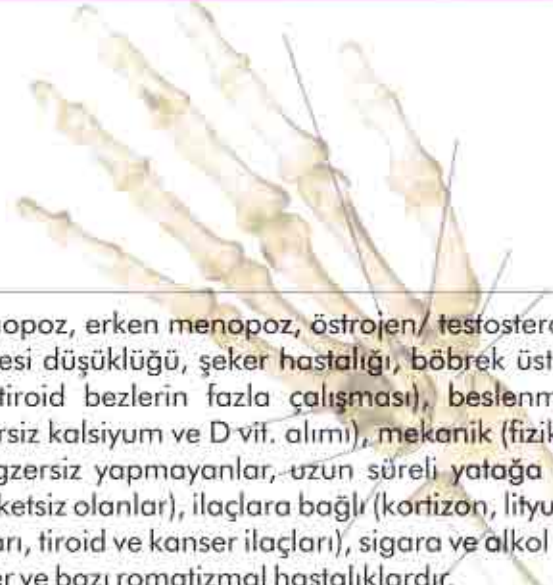 opoz, erken menopoz, östrojen/ testostero
esi düşüklüğü, şeker hastalığı, böbrek üst
tiroid bezlerin fazla çalışması), beslenm
rsiz kalsiyum ve D vit. alımı), mekanik (fizik
gzersiz yapmayanlar, uzun süreli yatağa
ketsiz olanlar), ilaçlara bağlı (kortizon, lityu
arı, tiroid ve kanser ilaçları), sigara ve alkol
er ve bazı romatizmal hastalıklardır.